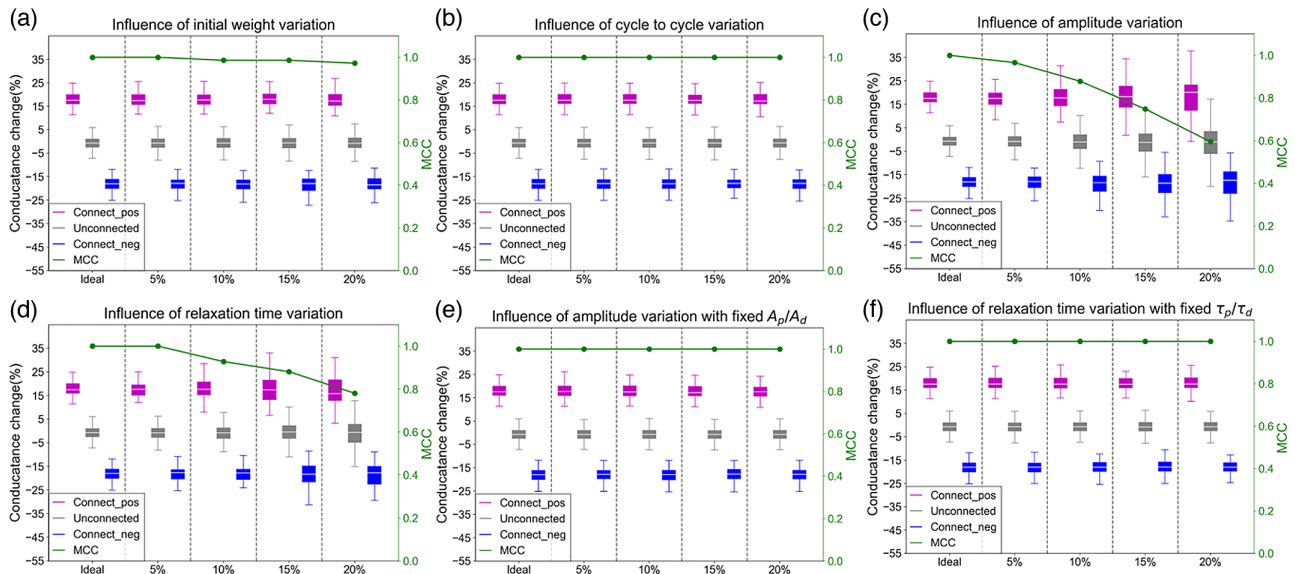 (a)
Influence of initial weight variation
Conducatance change(%)
35
25
15
5
−5
−15
−25
−35
−45
−55
1.0
0.8
0.6
0.4
0.2
0.0
MCC
Connect_pos
Unconnected
Connect_neg
MCC
Ideal 5% 10% 15% 20%
(b)
Influence of cycle to cycle variation
Conducatance change(%)
35
25
15
5
−5
−15
−25
−35
−45
−55
1.0
0.8
0.6
0.4
0.2
0.0
MCC
Connect_pos
Unconnected
Connect_neg
MCC
Ideal 5% 10% 15% 20%
(c)
Influence of amplitude variation
Conducatance change(%)
35
25
15
5
−5
−15
−25
−35
−45
−55
1.0
0.8
0.6
0.4
0.2
0.0
MCC
Connect_pos
Unconnected
Connect_neg
MCC
Ideal 5% 10% 15% 20%
(d)
Influence of relaxation time variation
Conducatance change(%)
35
25
15
5
−5
−15
−25
−35
−45
−55
1.0
0.8
0.6
0.4
0.2
0.0
MCC
Connect_pos
Unconnected
Connect_neg
MCC
Ideal 5% 10% 15% 20%
(e)
Influence of amplitude variation with fixed Aₚ/A_d
Conducatance change(%)
35
25
15
5
−5
−15
−25
−35
−45
−55
1.0
0.8
0.6
0.4
0.2
0.0
MCC
Connect_pos
Unconnected
Connect_neg
MCC
Ideal 5% 10% 15% 20%
(f)
Influence of relaxation time variation with fixed τₚ/τ_d
Conducatance change(%)
35
25
15
5
−5
−15
−25
−35
−45
−55
1.0
0.8
0.6
0.4
0.2
0.0
MCC
Connect_pos
Unconnected
Connect_neg
MCC
Ideal 5% 10% 15% 20%